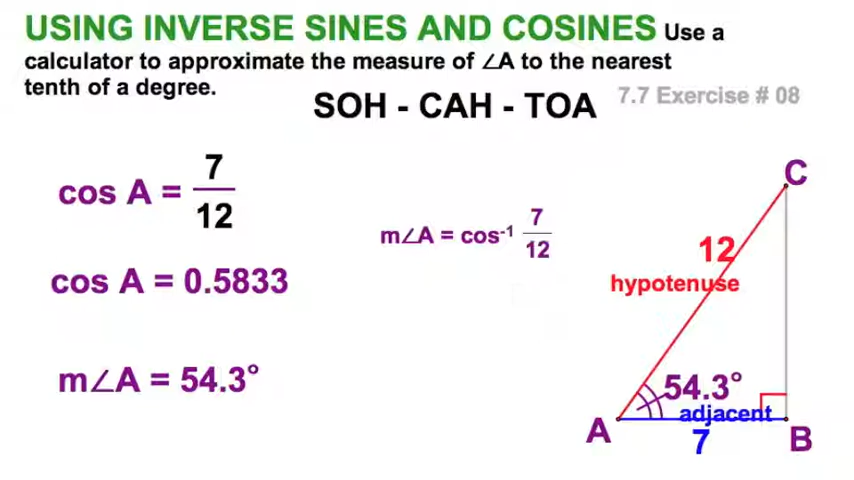 USING INVERSE SINES AND COSINES Use a
calculator to approximate the measure of ∠A to the nearest
tenth of a degree.
SOH - CAH - TOA
7.7 Exercise # 08
cos A = 7/12
m∠A = cos⁻¹ 7/12
cos A = 0.5833
m∠A = 54.3°
C
12
hypotenuse
54.3°
adjacent
A
7
B